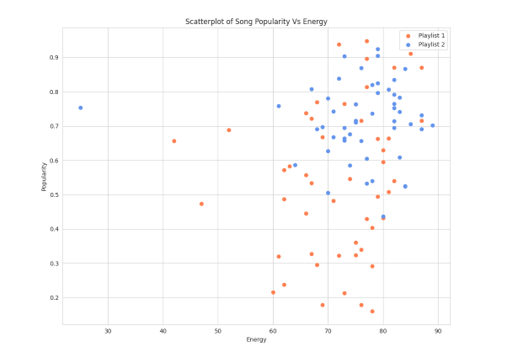 Scatterplot of Song Popularity Vs Energy
Playlist 1
Playlist 2
Popularity
0.9
0.8
0.7
0.6
0.5
0.4
0.3
0.2
30 40 50 60 70 80 90
Energy